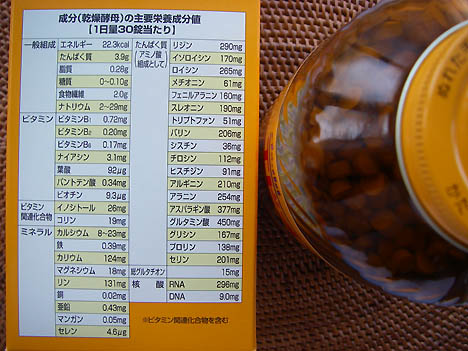 成分(乾燥酵母)の主要栄養成分値
【1日量30錠当たり】
一般組成 エネルギー 22.3kcal
たんぱく質 3.9g
脂質 0.28g
糖質 0〜0.10g
食物繊維 2.0g
ナトリウム 2〜29mg
ビタミン ビタミンB₁ 0.72mg
ビタミンB₂ 0.20mg
ビタミンB₆ 0.17mg
ナイアシン 3.1mg
葉酸 92μg
パントテン酸 0.34mg
ビオチン 9.3μg
ビタミン関連化合物 イノシトール 26mg
コリン 19mg
ミネラル カルシウム 8〜23mg
鉄 0.39mg
カリウム 124mg
マグネシウム 18mg
リン 131mg
銅 0.02mg
亜鉛 0.43mg
マンガン 0.05mg
セレン 4.6μg
たんぱく質(アミノ酸組成として) リジン 290mg
イソロイシン 170mg
ロイシン 265mg
メチオニン 61mg
フェニルアラニン 160mg
スレオニン 190mg
トリプトファン 51mg
バリン 206mg
シスチン 36mg
チロシン 112mg
ヒスチジン 91mg
アルギニン 210mg
アラニン 254mg
アスパラギン酸 377mg
グルタミン酸 450mg
グリシン 167mg
プロリン 138mg
セリン 201mg
総グルタチオン 15mg
核酸 RNA 296mg
DNA 9.0mg
※ビタミン関連化合物を含む